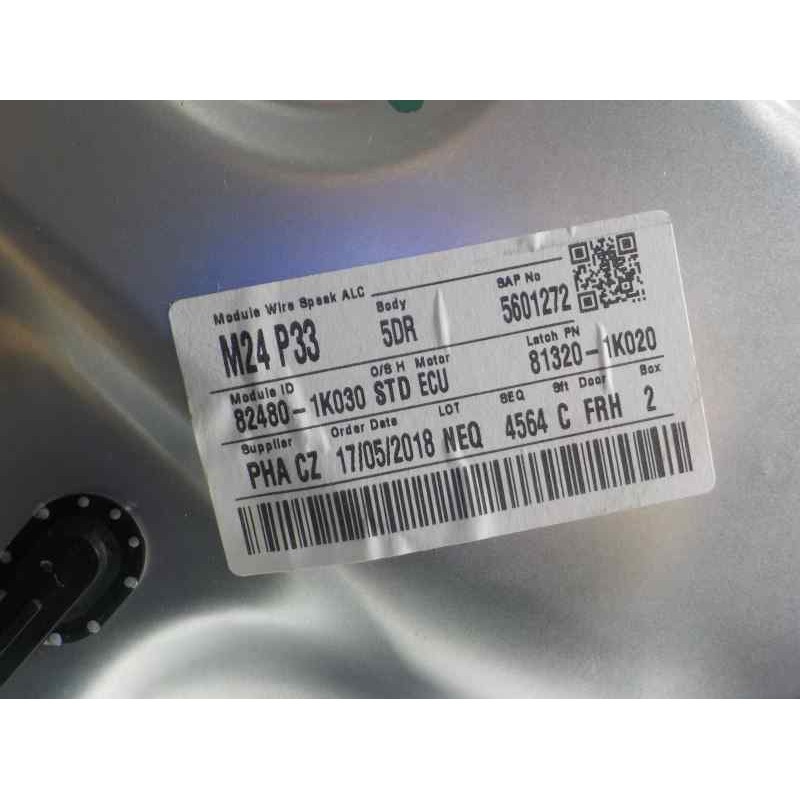 Module Wire Speak ALC Body SAP No
M24 P33 5DR 5601272
Module ID O/S H Motor Latch PN
82480-1K030 STD ECU 81320-1K020
Supplier Order Date LOT SEQ Sft Door Box
PHA CZ 17/05/2018 NEQ 4564 C FRH 2